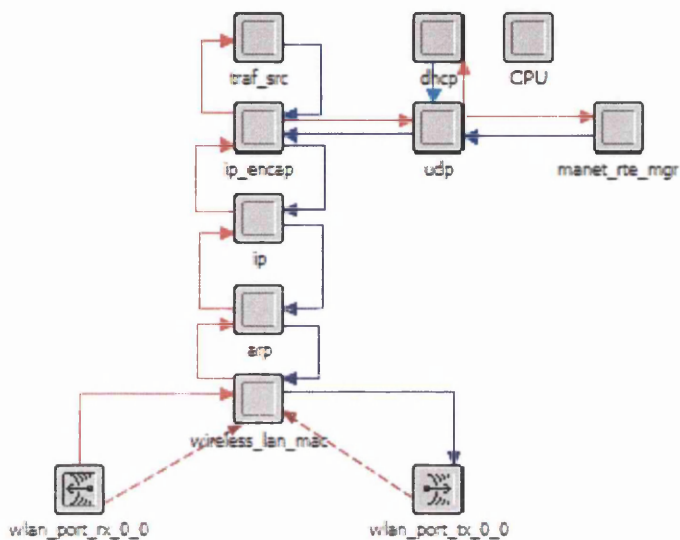 traf_src
dhcp
CPU
ip_encap
udp
manet_rte_mgr
ip
arp
wireless_lan_mac
wlan_port_rx_0_0
wlan_port_tx_0_0